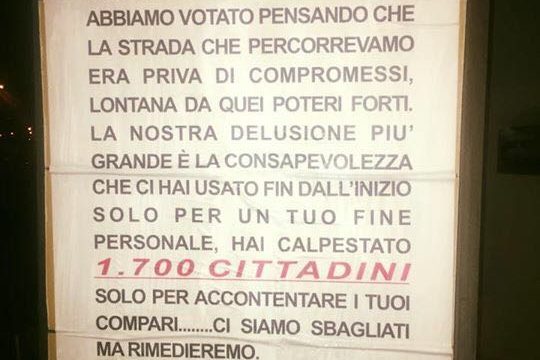 ABBIAMO VOTATO PENSANDO CHE
LA STRADA CHE PERCORREVAMO
ERA PRIVA DI COMPROMESSI,
LONTANA DA QUEI POTERI FORTI.
LA NOSTRA DELUSIONE PIU'
GRANDE È LA CONSAPEVOLEZZA
CHE CI HAI USATO FIN DALL'INIZIO
SOLO PER UN TUO FINE
PERSONALE, HAI CALPESTATO
1.700 CITTADINI
SOLO PER ACCONTENTARE I TUOI
COMPARI........CI SIAMO SBAGLIATI
MA RIMEDIEREMO.